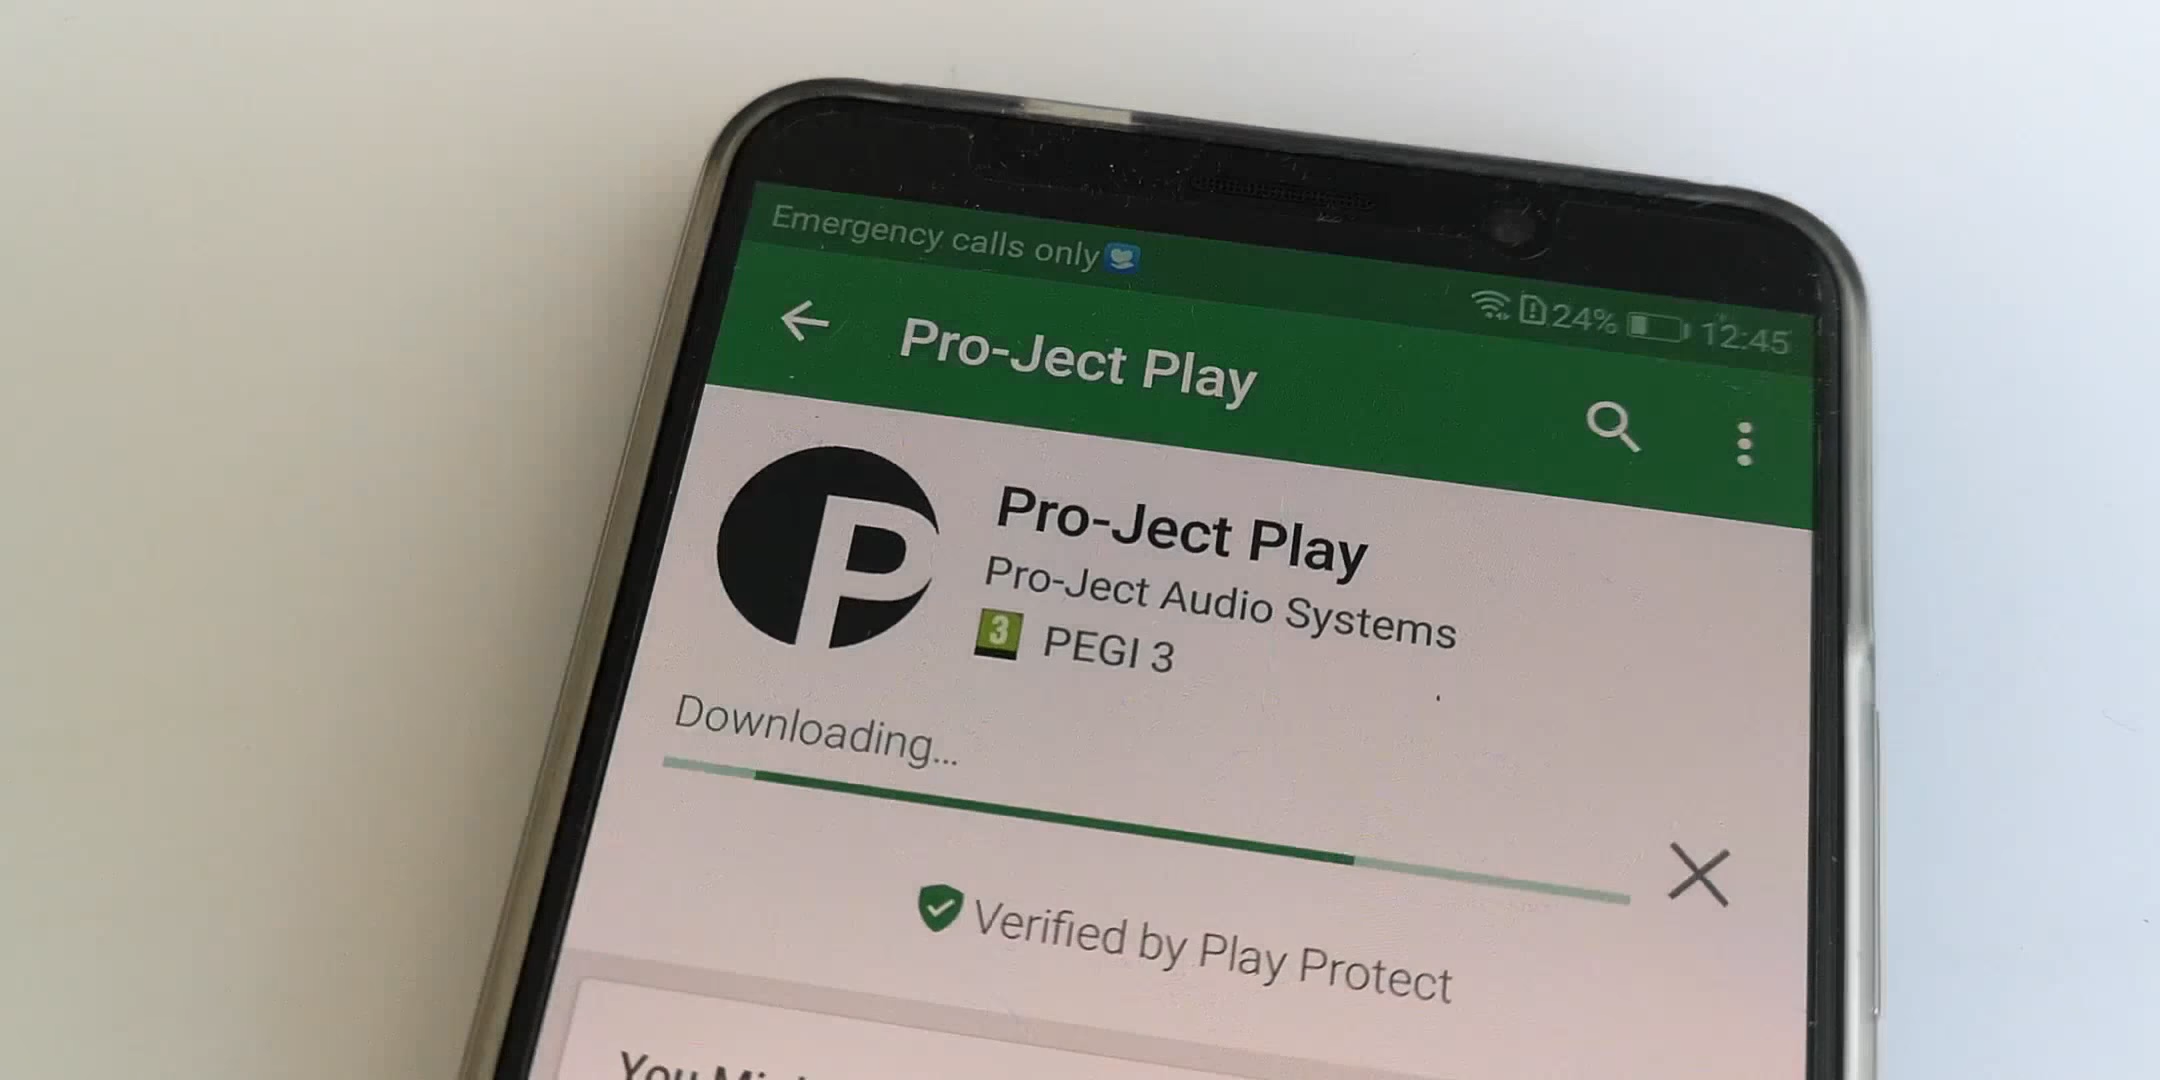 Emergency calls only
24% 12:45
Pro-Ject Play
P
Pro-Ject Play
Pro-Ject Audio Systems
3 PEGI 3
Downloading...
Verified by Play Protect
You